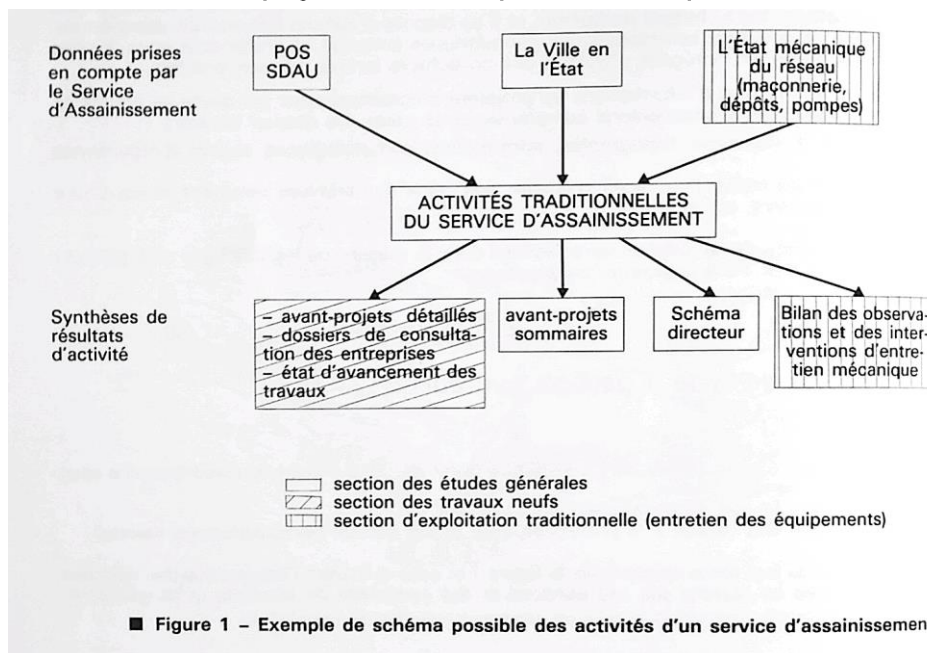 Données prises
en compte par
le Service
d'Assainissement
POS
SDAU
La Ville en
l'État
L'État mécanique
du réseau
(maçonnerie,
dépôts, pompes)
ACTIVITÉS TRADITIONNELLES
DU SERVICE D'ASSAINISSEMENT
Synthèses de
résultats
d'activité
– avant-projets détaillés
– dossiers de consulta-
tion des entreprises
– état d'avancement des
travaux
avant-projets
sommaires
Schéma
directeur
Bilan des observa-
tions et des inter-
ventions d'entre-
tien mécanique
section des études générales
section des travaux neufs
section d'exploitation traditionnelle (entretien des équipements)
■ Figure 1 – Exemple de schéma possible des activités d'un service d'assainissemen